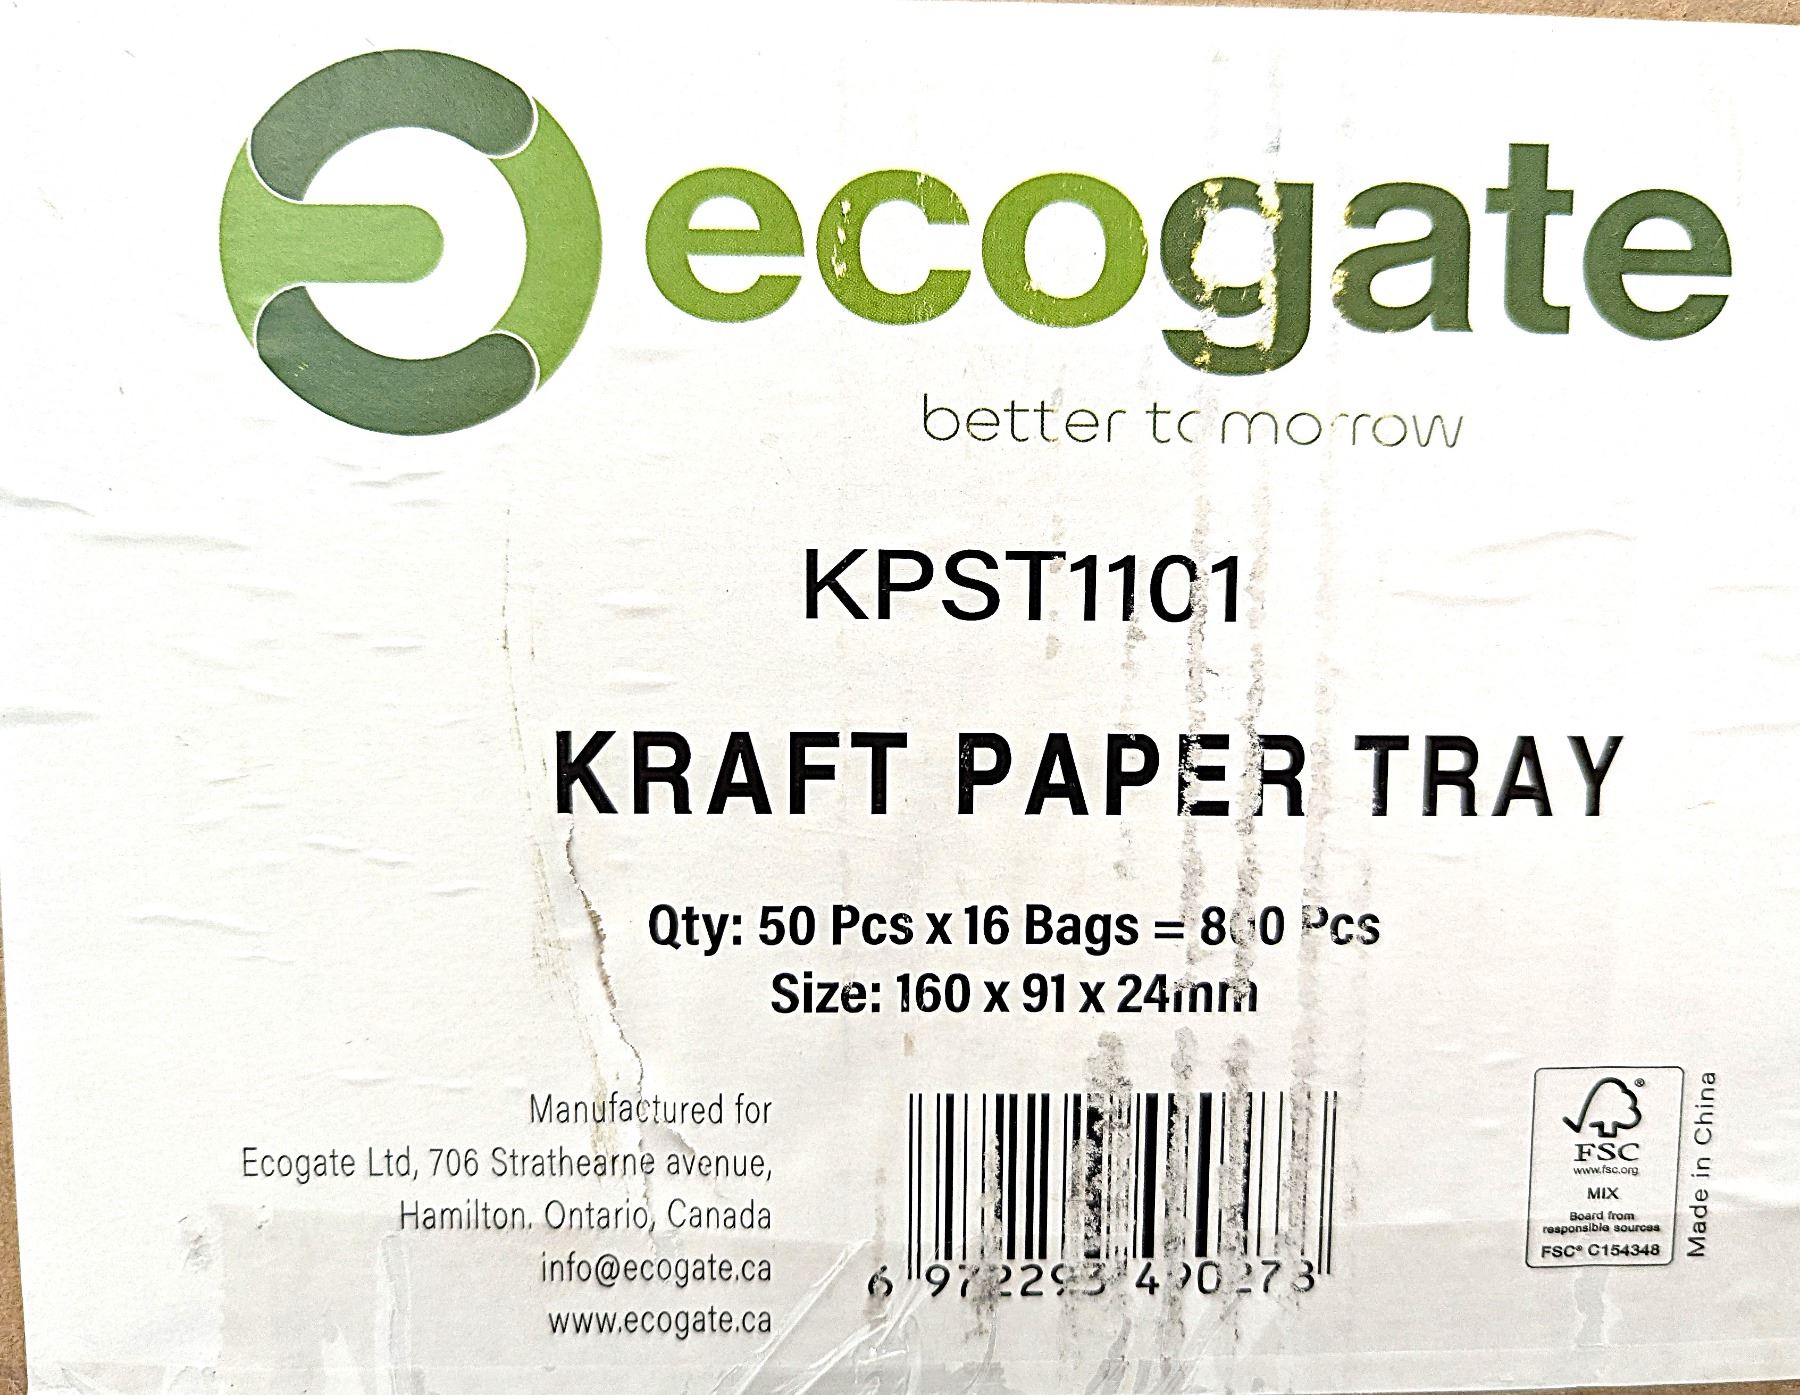 ecogate
better tomorrow
KPST1101
KRAFT PAPER TRAY
Qty: 50 Pcs x 16 Bags = 800 Pcs
Size: 160 x 91 x 24mm
Manufactured for
Ecogate Ltd, 706 Strathearne avenue,
Hamilton. Ontario, Canada
info@ecogate.ca
www.ecogate.ca
FSC®
www.fsc.org
MIX
Board from
responsible sources
FSC® C154348
Made in China